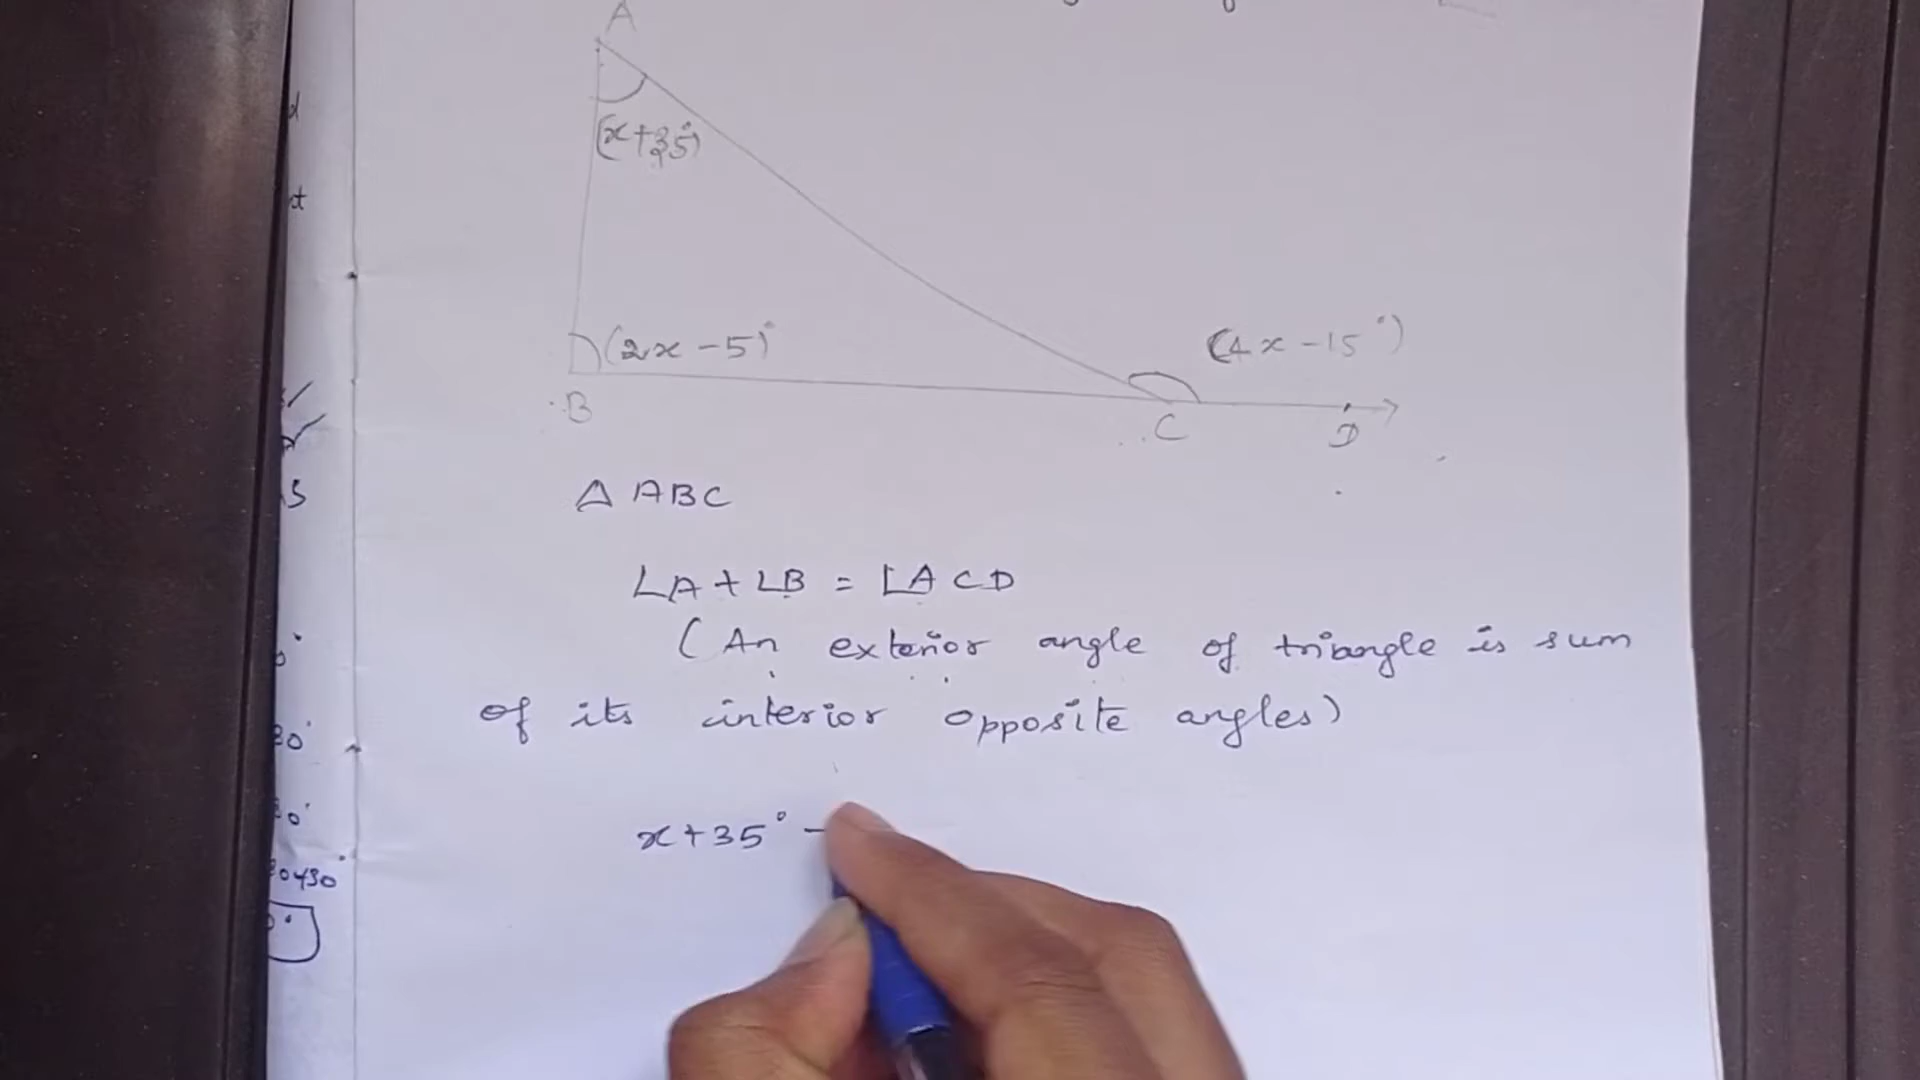 A
(x+35°)
(2x-5)°
(4x-15°)
B
C
D
△ ABC
∠A+∠B = ∠ACD
(An exterior angle of triangle is sum
of its interior opposite angles)
x+35° -
d
t
S
80°